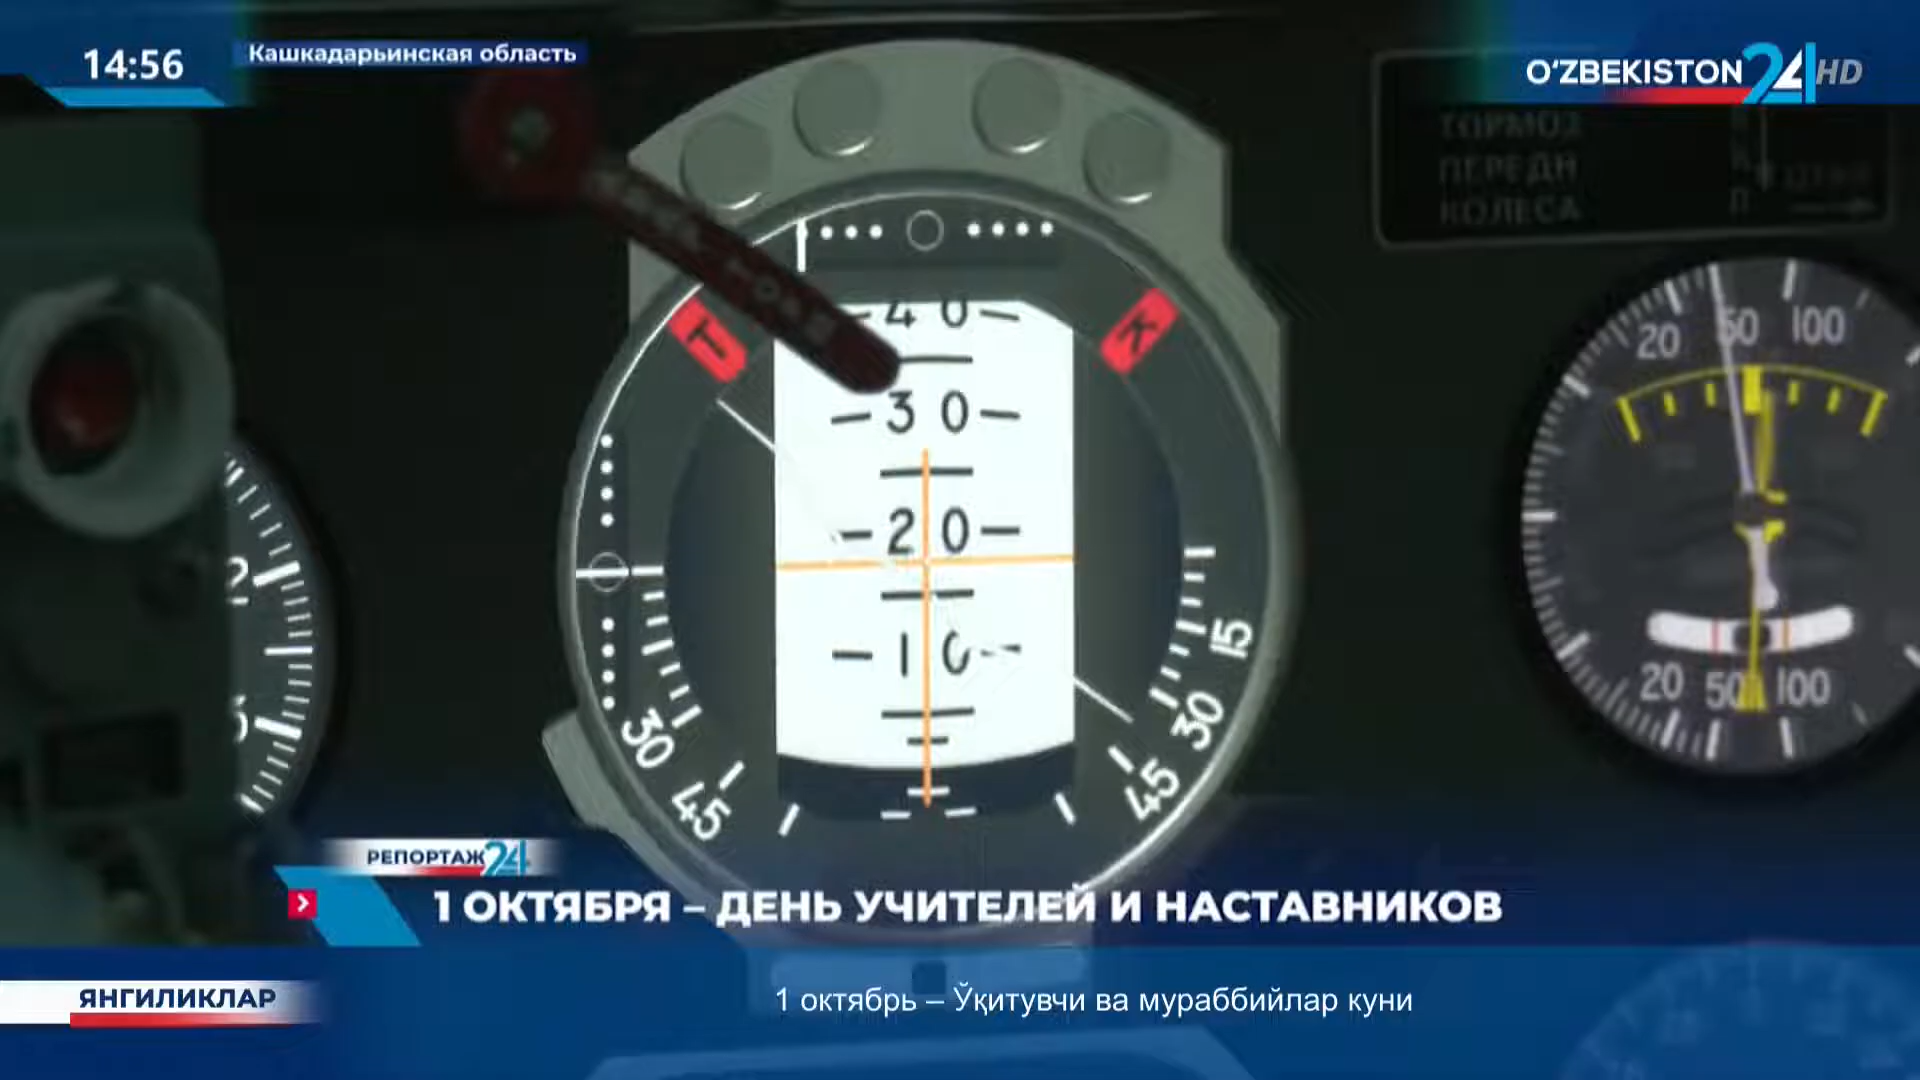 14:56
Кашкадарьинская область
O‘ZBEKISTON 24 HD
ТОРМОЗ
ПЕРЕДН
КОЛЕСА
40
30
20
10
Т
К
30
45
15
30
45
20 50 100
20 50 100
2
РЕПОРТАЖ 24
1 ОКТЯБРЯ – ДЕНЬ УЧИТЕЛЕЙ И НАСТАВНИКОВ
ЯНГИЛИКЛАР
1 октябрь – Ўқитувчи ва мураббийлар куни